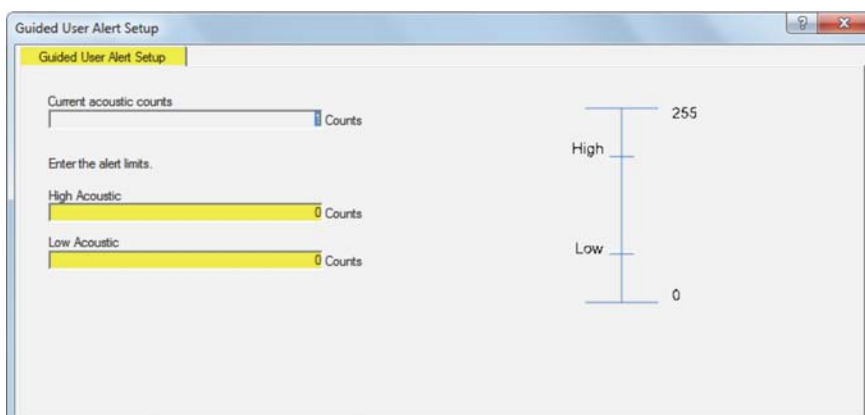 Guided User Alert Setup
Guided User Alert Setup
Current acoustic counts
1 Counts
Enter the alert limits.
High Acoustic
0 Counts
Low Acoustic
0 Counts
255
High
Low
0